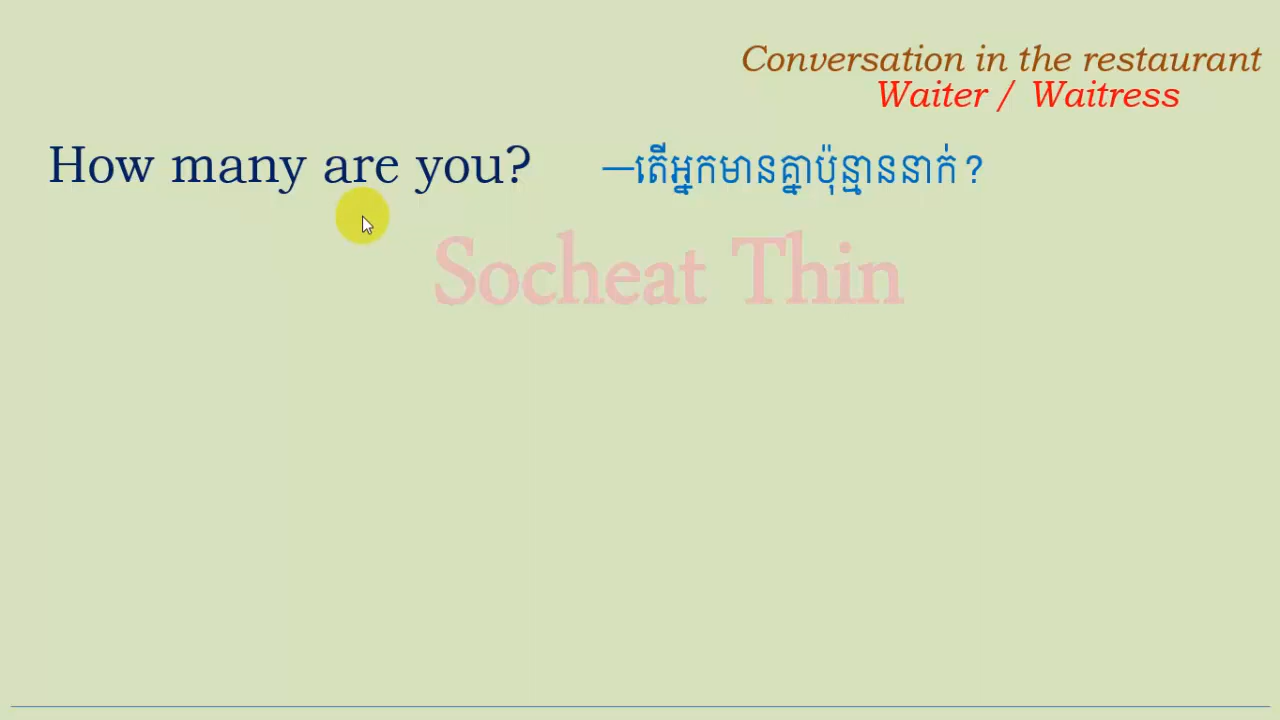 Conversation in the restaurant
Waiter / Waitress
How many are you? —តើអ្នកមានគ្នាប៉ុន្មាននាក់ ?
Socheat Thin